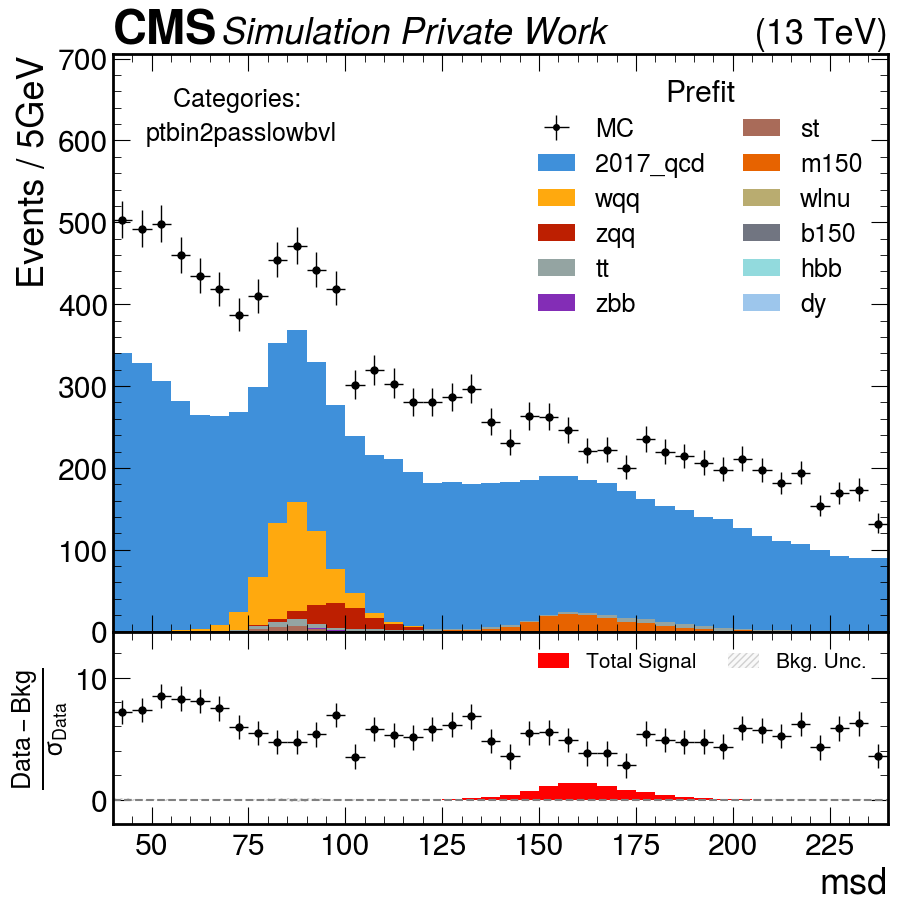 CMS Simulation Private Work (13 TeV)
Events / 5GeV
700
600
500
400
300
200
100
0
Categories:
ptbin2passlowbvl
Prefit
MC
2017_qcd
wqq
zqq
tt
zbb
st
m150
wlnu
b150
hbb
dy
Data – Bkg
σData
10
0
Total Signal
Bkg. Unc.
50 75 100 125 150 175 200 225
msd